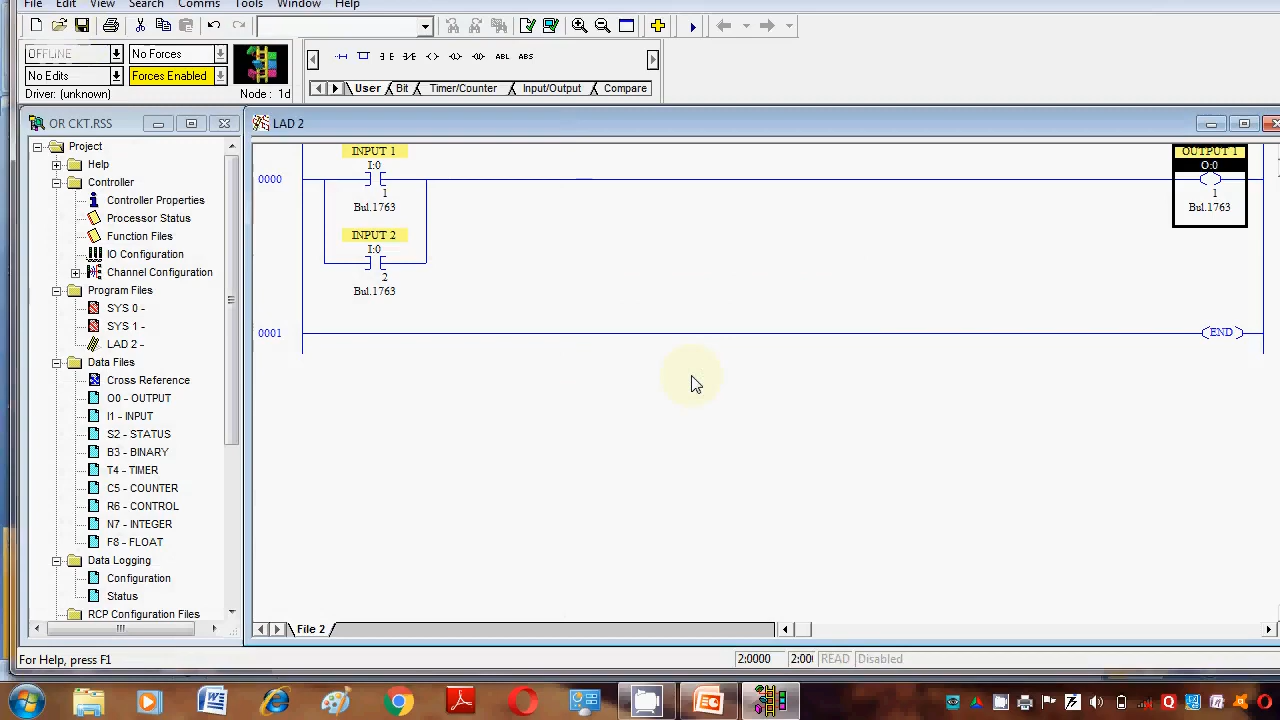 File Edit View Search Comms Tools Window Help
OFFLINE No Forces
No Edits Forces Enabled
Driver: (unknown) Node : 1d
ABL ABS
User Bit Timer/Counter Input/Output Compare
OR CKT.RSS
Project
Help
Controller
Controller Properties
Processor Status
Function Files
IO Configuration
Channel Configuration
Program Files
SYS 0 -
SYS 1 -
LAD 2 -
Data Files
Cross Reference
O0 - OUTPUT
I1 - INPUT
S2 - STATUS
B3 - BINARY
T4 - TIMER
C5 - COUNTER
R6 - CONTROL
N7 - INTEGER
F8 - FLOAT
Data Logging
Configuration
Status
RCP Configuration Files
LAD 2
INPUT 1
I:0
0000
1
Bul.1763
INPUT 2
I:0
2
Bul.1763
OUTPUT 1
O:0
1
Bul.1763
0001
END
File 2
For Help, press F1
2:0000 2:00 READ Disabled